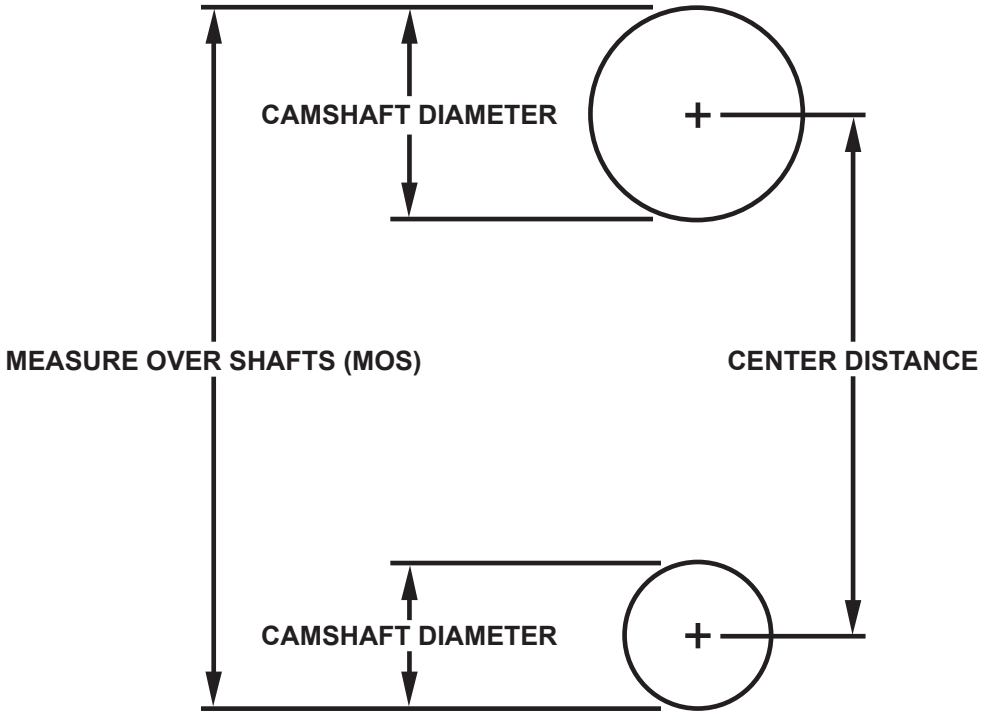 CAMSHAFT DIAMETER
MEASURE OVER SHAFTS (MOS)
CENTER DISTANCE
CAMSHAFT DIAMETER